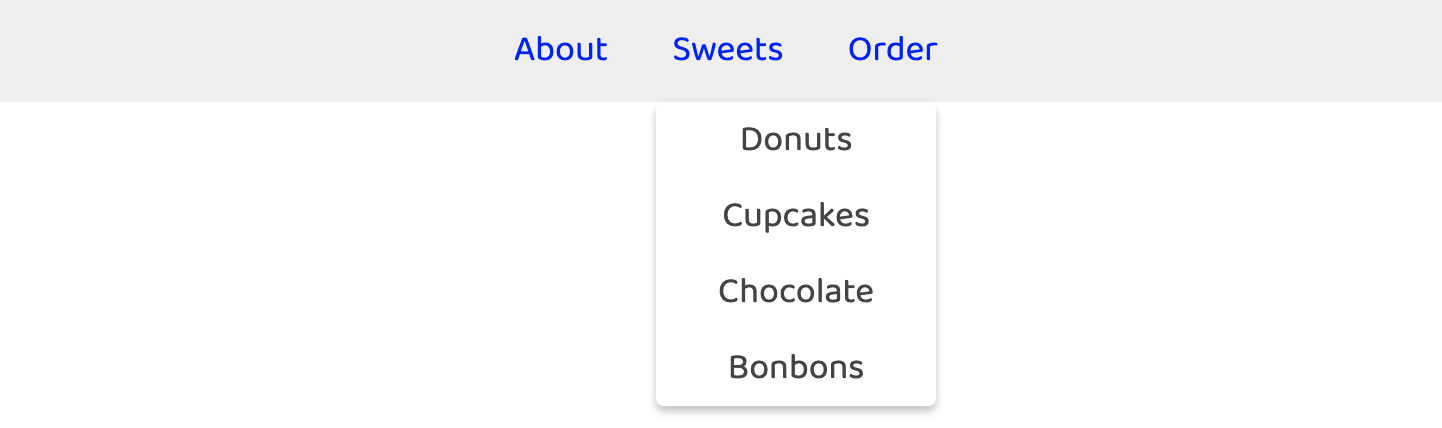 About Sweets Order
Donuts
Cupcakes
Chocolate
Bonbons